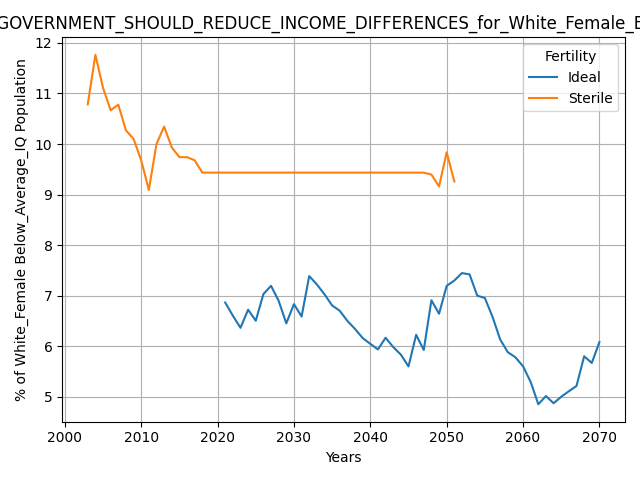 GOVERNMENT_SHOULD_REDUCE_INCOME_DIFFERENCES_for_White_Female_
12
11
10
9
8
7
6
5
% of White_Female Below_Average_IQ Population
Fertility
Ideal
Sterile
2000 2010 2020 2030 2040 2050 2060 2070
Years